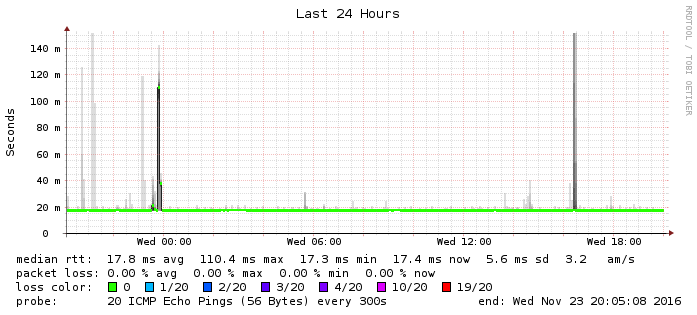 Last 24 Hours
RRDTOOL / TOBI OETIKER
Seconds
140 m
120 m
100 m
80 m
60 m
40 m
20 m
0
Wed 00:00 Wed 06:00 Wed 12:00 Wed 18:00
median rtt: 17.8 ms avg 110.4 ms max 17.3 ms min 17.4 ms now 5.6 ms sd 3.2 am/s
packet loss: 0.00 % avg 0.00 % max 0.00 % min 0.00 % now
loss color: 0 1/20 2/20 3/20 4/20 10/20 19/20
probe: 20 ICMP Echo Pings (56 Bytes) every 300s end: Wed Nov 23 20:05:08 2016